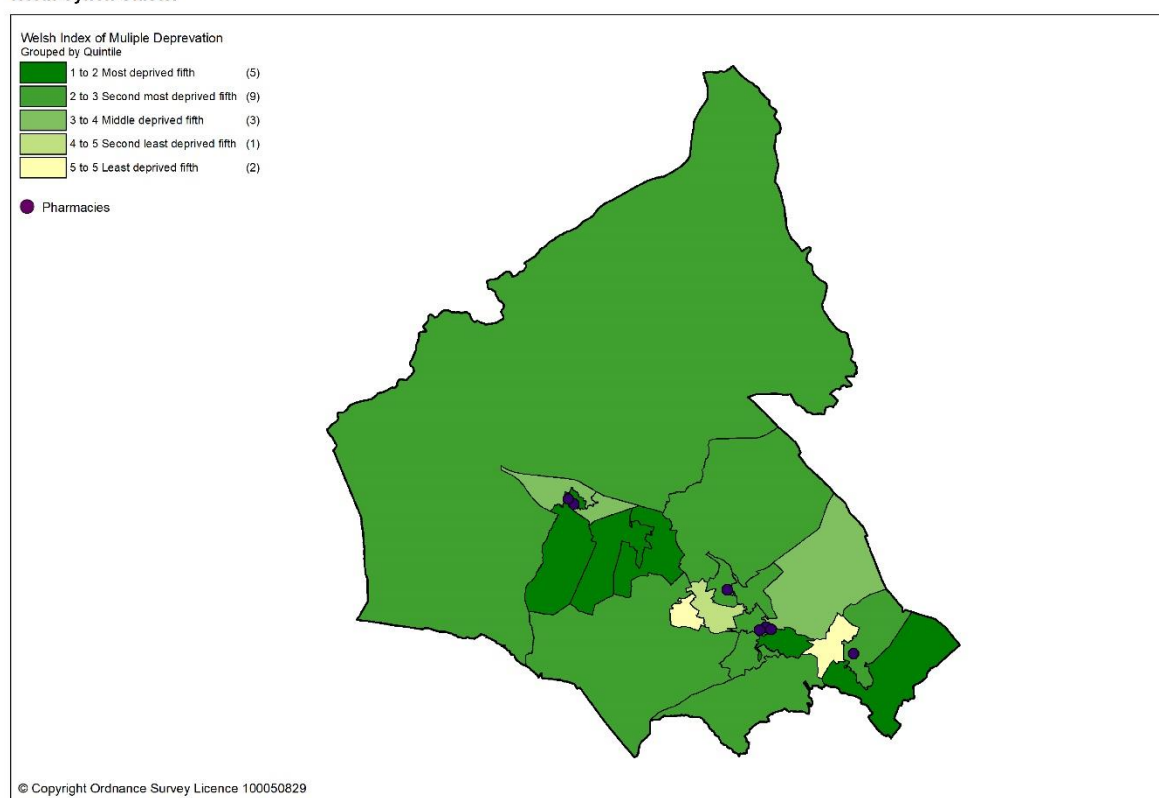 Welsh Index of Muliple Deprevation
Grouped by Quintile
1 to 2 Most deprived fifth (5)
2 to 3 Second most deprived fifth (9)
3 to 4 Middle deprived fifth (3)
4 to 5 Second least deprived fifth (1)
5 to 5 Least deprived fifth (2)
Pharmacies
© Copyright Ordnance Survey Licence 100050829